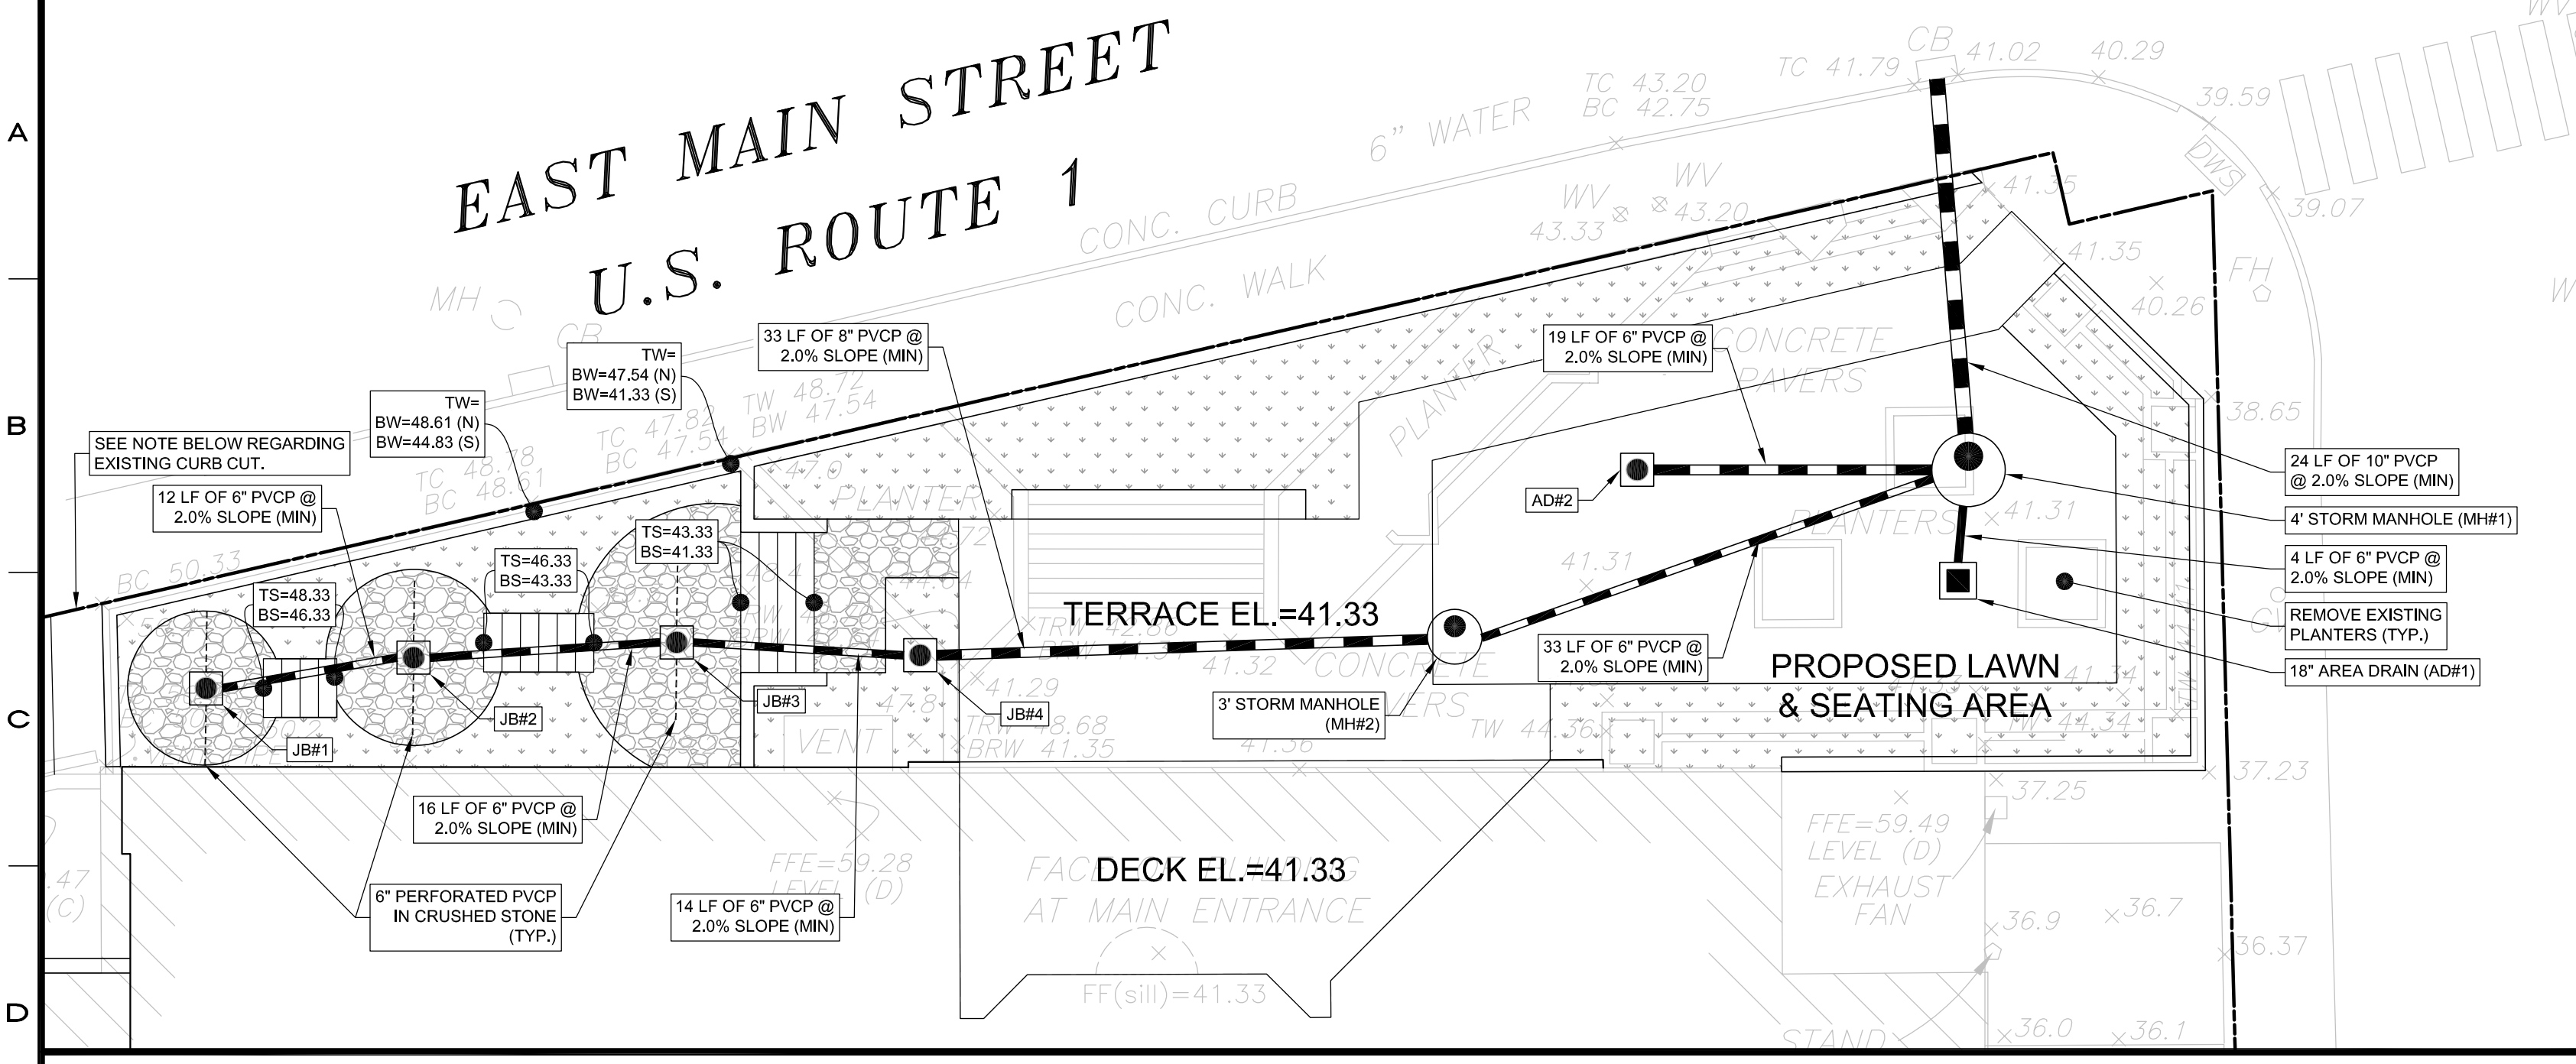 A
B
C
D
EAST MAIN STREET
U.S. ROUTE 1
CB
41.02
40.29
TC 41.79
TC 43.20
BC 42.75
6" WATER
39.59
DWS
39.07
WV
43.33
WV
43.20
CONC. CURB
CONC. WALK
41.35
41.35
FH
40.26
MH
CB
33 LF OF 8" PVCP @
2.0% SLOPE (MIN)
19 LF OF 6" PVCP @
2.0% SLOPE (MIN)
CONCRETE
PAVERS
PLANTER
TW=
BW=47.54 (N)
BW=41.33 (S)
TW 48.72
BW 47.54
TC 47.82
BC 47.54
TW=
BW=48.61 (N)
BW=44.83 (S)
TC 48.78
BC 48.61
38.65
SEE NOTE BELOW REGARDING
EXISTING CURB CUT.
12 LF OF 6" PVCP @
2.0% SLOPE (MIN)
47.0
PLANTER
AD#2
24 LF OF 10" PVCP
@ 2.0% SLOPE (MIN)
4' STORM MANHOLE (MH#1)
PLANTERS
41.31
TS=43.33
BS=41.33
TS=46.33
BS=43.33
BC 50.33
TS=48.33
BS=46.33
41.31
4 LF OF 6" PVCP @
2.0% SLOPE (MIN)
REMOVE EXISTING
PLANTERS (TYP.)
18" AREA DRAIN (AD#1)
TERRACE EL.=41.33
41.32
CONCRETE
33 LF OF 6" PVCP @
2.0% SLOPE (MIN)
PROPOSED LAWN
& SEATING AREA
41.34
41.29
JB#1
JB#2
JB#3
JB#4
3' STORM MANHOLE
(MH#2)
VENT
47.8
TRW 48.68
BRW 41.35
41.36
TW 44.36
TW 44.34
37.23
37.25
16 LF OF 6" PVCP @
2.0% SLOPE (MIN)
FFE=59.28
LEVEL (D)
FFE=59.49
LEVEL (D)
EXHAUST
FAN
DECK EL.=41.33
AT MAIN ENTRANCE
6" PERFORATED PVCP
IN CRUSHED STONE
(TYP.)
14 LF OF 6" PVCP @
2.0% SLOPE (MIN)
.47
(C)
36.9
36.7
36.37
FF(sill)=41.33
STAND
36.0
36.1